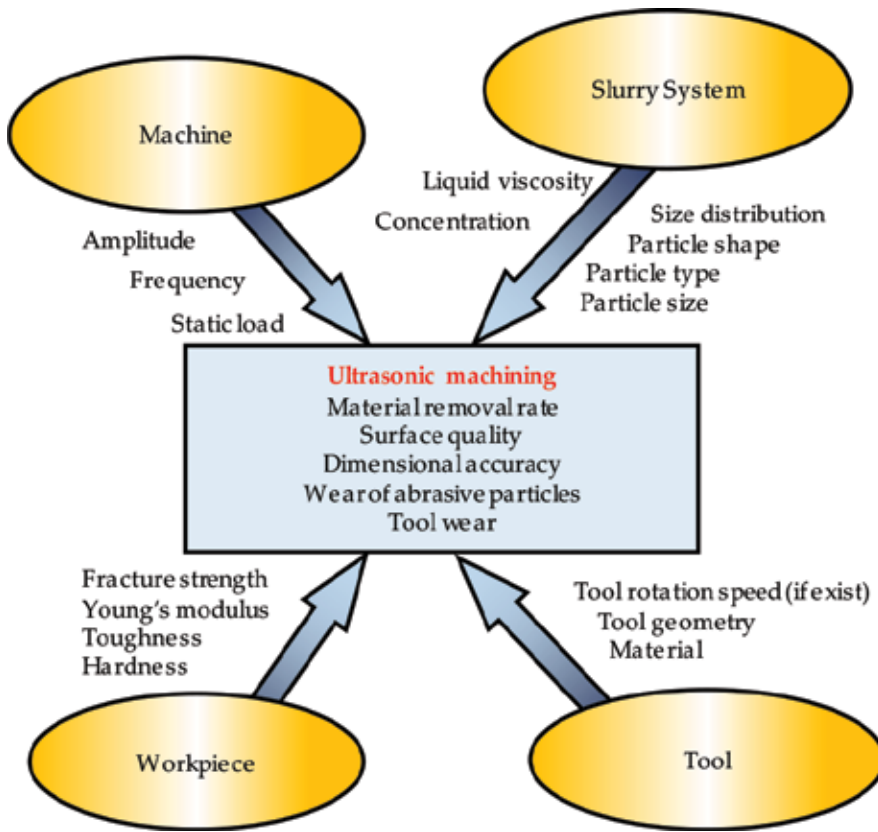 Machine
Slurry System
Liquid viscosity
Concentration
Size distribution
Particle shape
Particle type
Particle size
Amplitude
Frequency
Static load
Ultrasonic machining
Material removal rate
Surface quality
Dimensional accuracy
Wear of abrasive particles
Tool wear
Fracture strength
Young's modulus
Toughness
Hardness
Tool rotation speed (if exist)
Tool geometry
Material
Workpiece
Tool